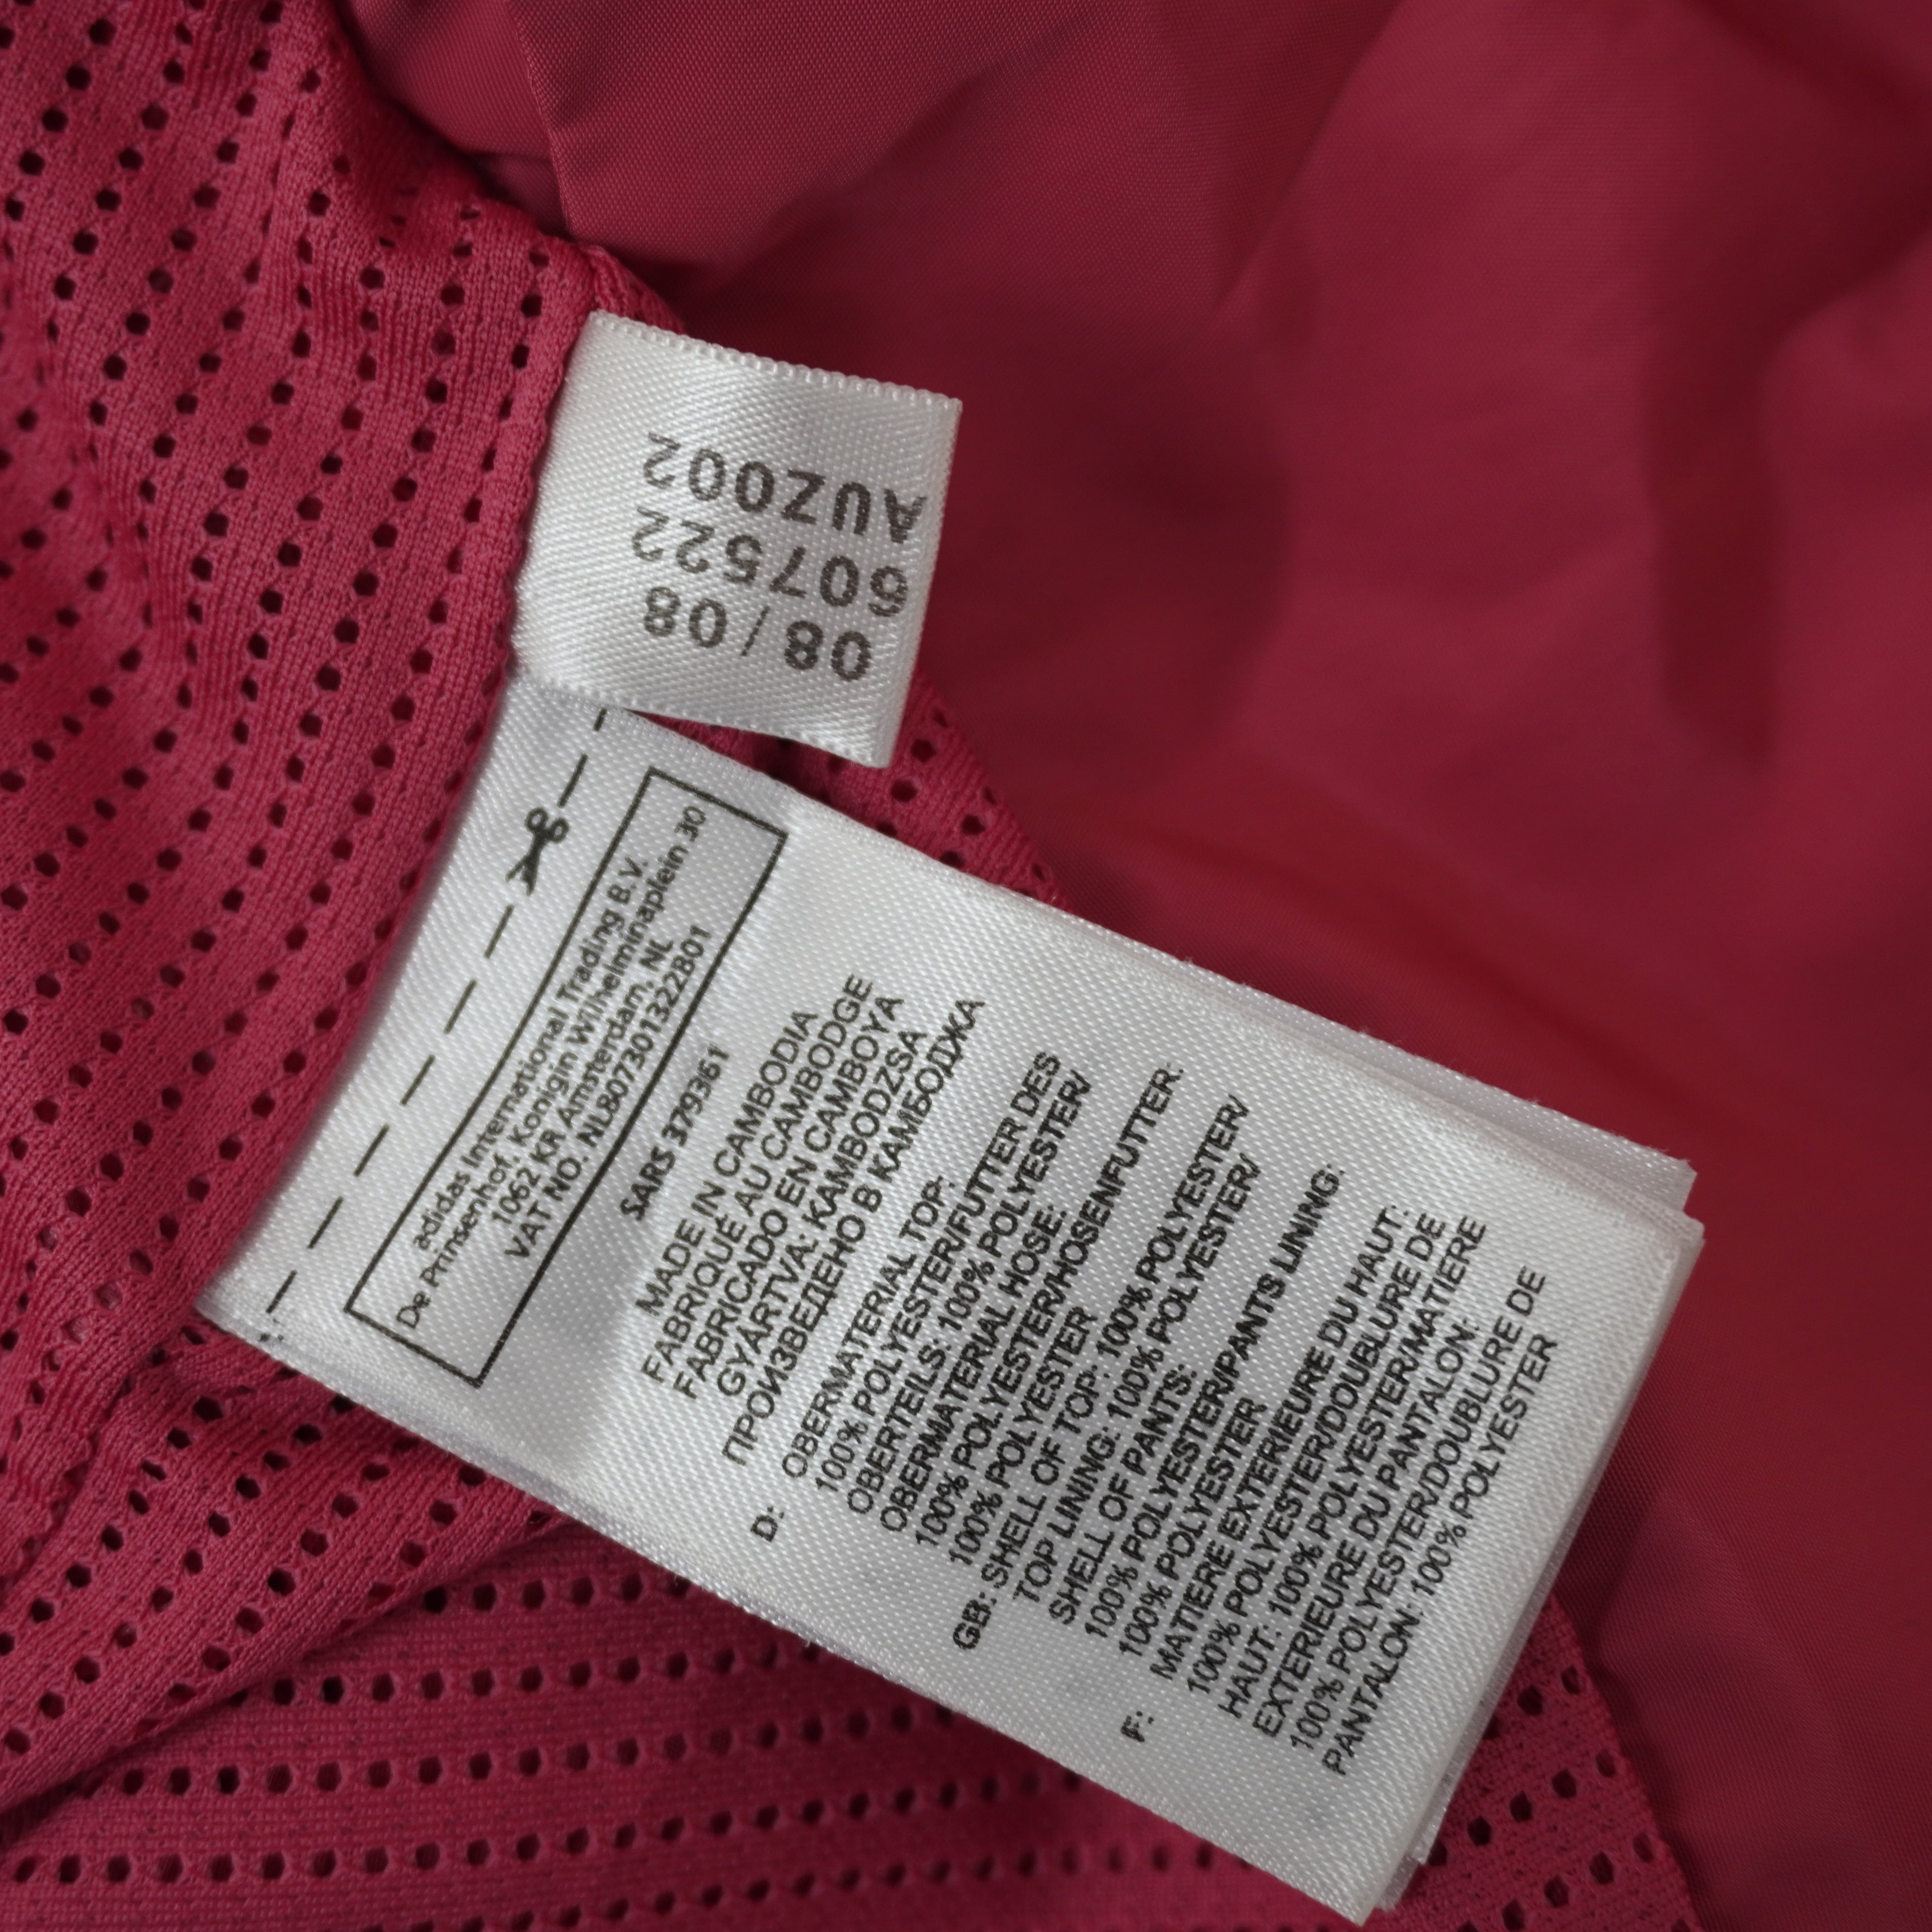 AUZ002
607522
08/08
adidas International Trading B.V.
De Prinsenhof, Konigin Wilhelminaplein 30
1062 KR Amsterdam, NL
VAT NO. NL807301322B01
SARS 379361
MADE IN CAMBODIA
FABRIQUÉ AU CAMBODGE
FABRICADO EN CAMBOYA
GYÁRTVA: KAMBODZSA
ПРОИЗВЕДЕНО В КАМБОДЖА
D: OBERMATERIAL TOP:
100% POLYESTER/FUTTER DES
OBERTEILS: 100% POLYESTER/
OBERMATERIAL HOSE:
100% POLYESTER/HOSENFUTTER:
100% POLYESTER
GB: SHELL OF TOP: 100% POLYESTER/
TOP LINING: 100% POLYESTER/
SHELL OF PANTS:
100% POLYESTER/PANTS LINING:
100% POLYESTER
F: MATIERE EXTERIEURE DU HAUT:
100% POLYESTER/DOUBLURE DE
HAUT: 100% POLYESTER/MATIERE
EXTERIEURE DU PANTALON:
100% POLYESTER/DOUBLURE DE
PANTALON: 100% POLYESTER